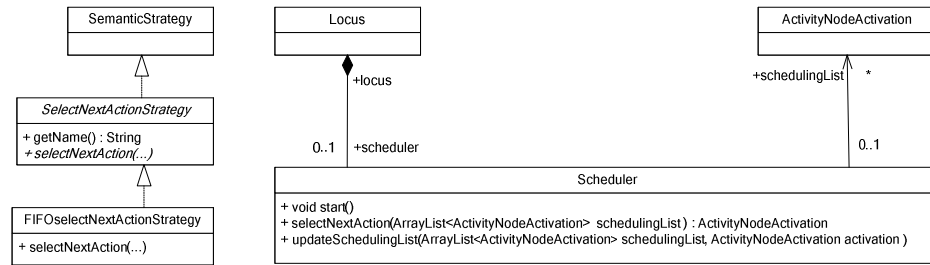 SemanticStrategy
SelectNextActionStrategy
+ getName() : String
+ selectNextAction(...)
FIFOselectNextActionStrategy
+ selectNextAction(...)
Locus
+locus
0..1
+scheduler
ActivityNodeActivation
+schedulingList
*
0..1
Scheduler
+ void start()
+ selectNextAction(ArrayList<ActivityNodeActivation> schedulingList) : ActivityNodeActivation
+ updateSchedulingList(ArrayList<ActivityNodeActivation> schedulingList, ActivityNodeActivation activation )